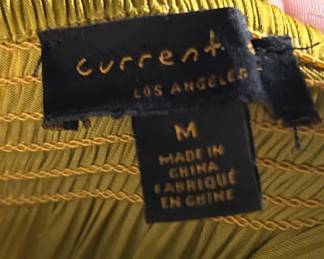 current
LOS ANGELES
M
MADE IN
CHINA
FABRIQUÉ
EN CHINE